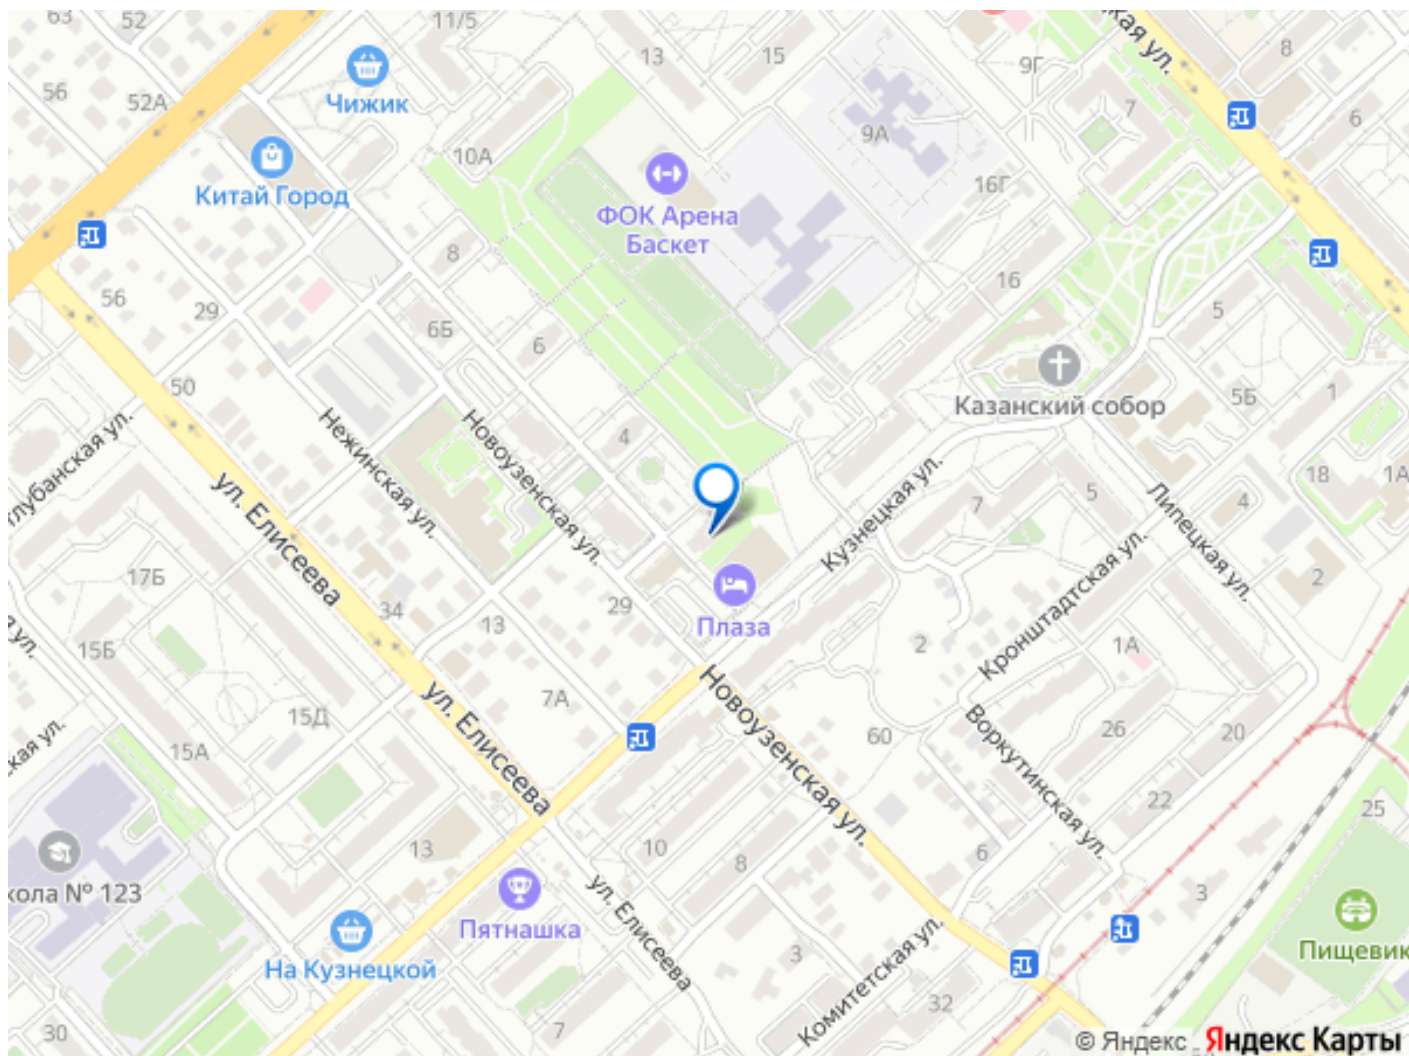 63
52
11/5
13
15
8
9Г
кая ул.
Чижик
56
52А
7
6
9А
10А
16Г
Китай Город
ФОК Арена
Баскет
8
16
56
29
6Б
6
5
50
Казанский собор
5Б
1
Нежинская ул.
Новоузенская ул.
4
лубанская ул.
ул. Елисеева
Кузнецкая ул.
7
5
Липецкая ул.
4
18
1А
17Б
34
13
29
Плаза
2
Кронштадтская ул.
1А
2
15Б
15Д
7А
ул. Елисеева
Новоузенская ул.
60
Воркутинская ул.
26
20
15А
ская ул.
22
25
кола № 123
13
10
8
6
3
Пятнашка
ул. Елисеева
На Кузнецкой
3
Комитетская ул.
32
Пищевик
30
7
© Яндекс Яндекс Карты